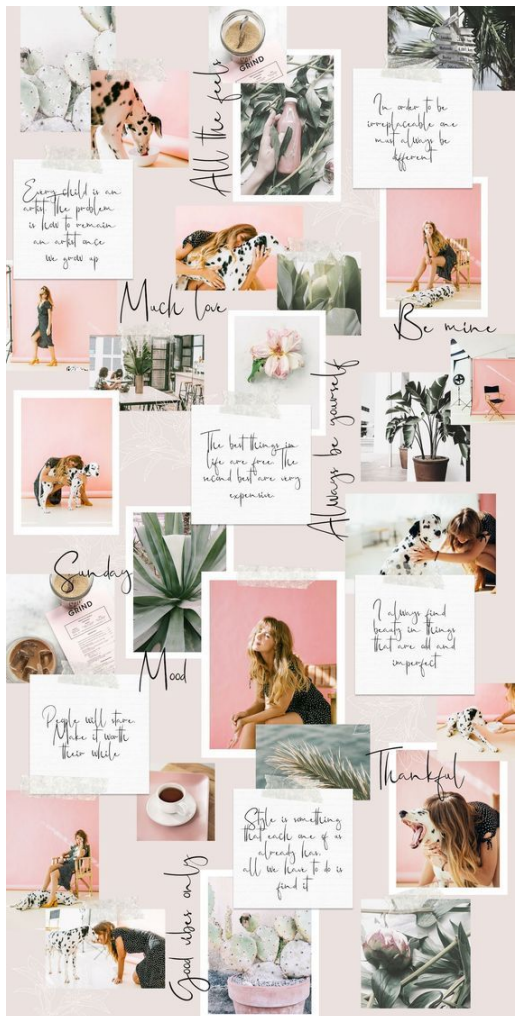 GRIND
All the feels
In order to be
irreplaceable one
must always be
different
Every child is an
artist. The problem
is how to remain
an artist once
we grow up
Much love
Be mine
Always be yourself
The best things in
life are free. The
second best are very
expensive.
Sunday
GRIND
I always find
beauty in things
that are odd and
imperfect
Mood
People will stare.
Make it worth
their while
Thankful
Style is something
that each one of us
already has.
all we have to do is
find it
Good vibes only